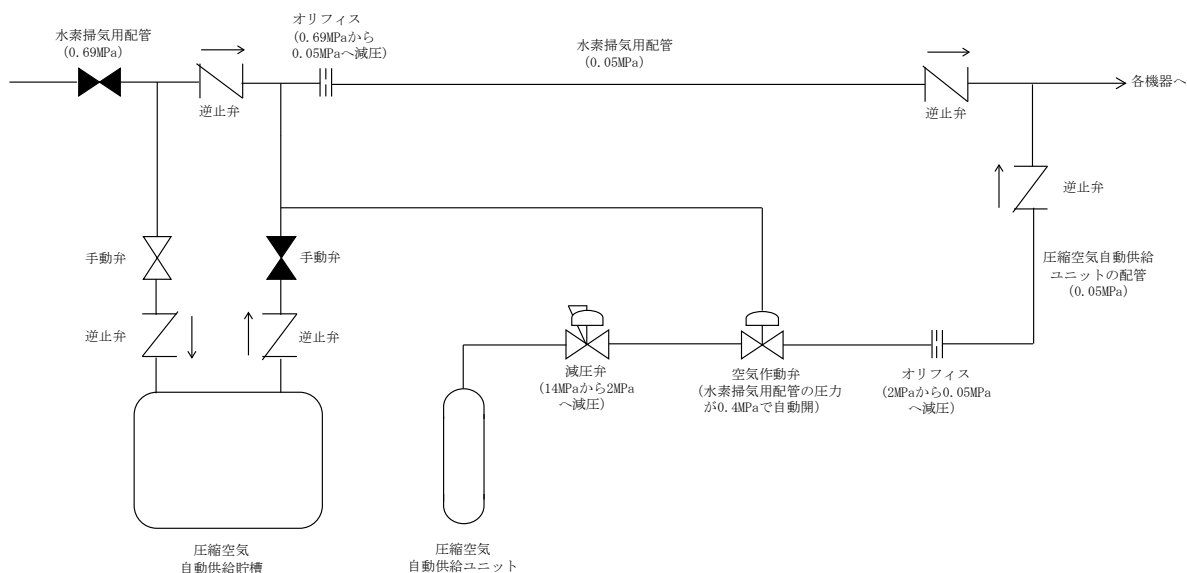 水素掃気用配管
(0.69MPa)
オリフィス
(0.69MPaから
0.05MPaへ減圧)
水素掃気用配管
(0.05MPa)
逆止弁
逆止弁
各機器へ
逆止弁
手動弁
手動弁
圧縮空気自動供給
ユニットの配管
(0.05MPa)
逆止弁
逆止弁
減圧弁
(14MPaから2MPa
へ減圧)
空気作動弁
(水素掃気用配管の圧力
が0.4MPaで自動開)
オリフィス
(2MPaから0.05MPa
へ減圧)
圧縮空気
自動供給貯槽
圧縮空気
自動供給ユニット